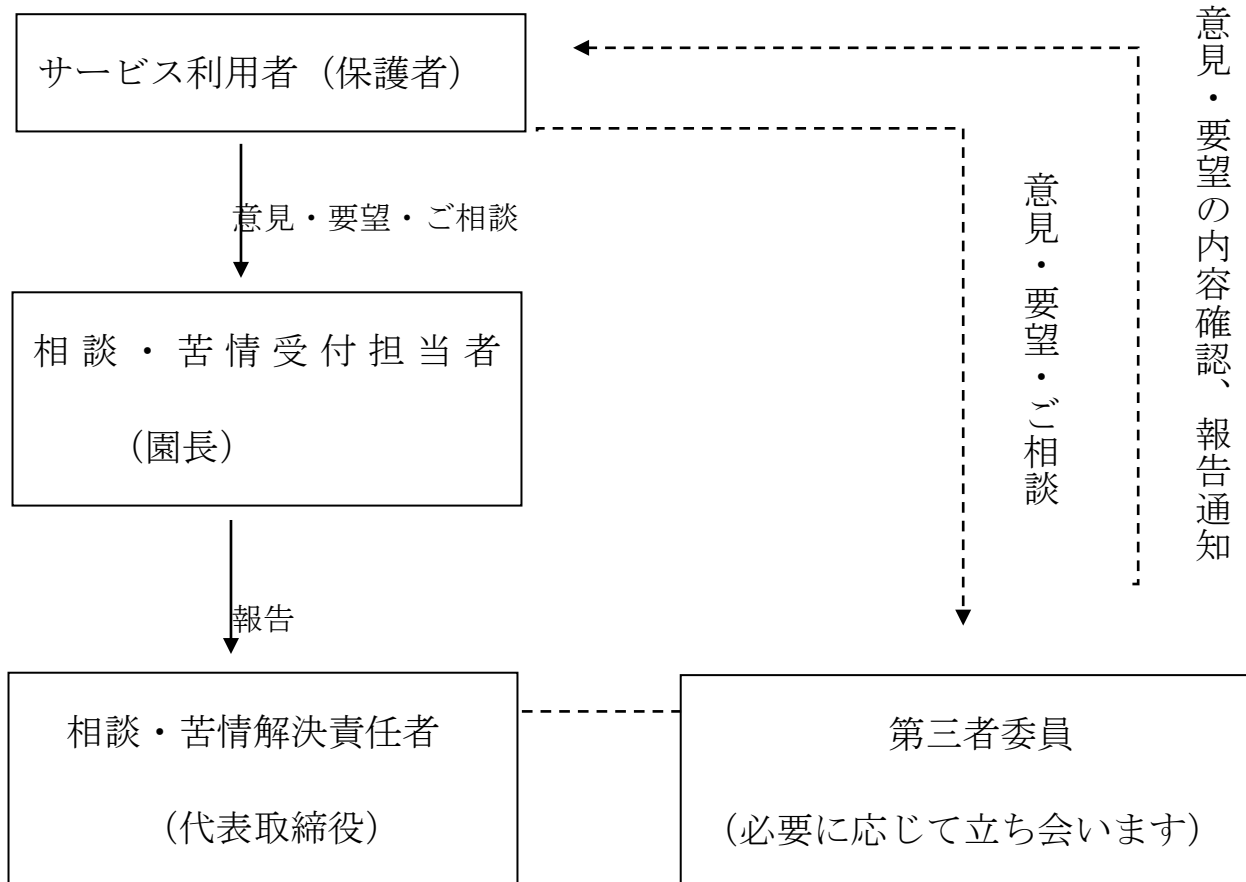 サービス利用者（保護者）
意見・要望・ご相談
相談・苦情受付担当者
（園長）
報告
相談・苦情解決責任者
（代表取締役）
第三者委員
（必要に応じて立ち会います）
意見・要望・ご相談
意見・要望の内容確認、報告通知